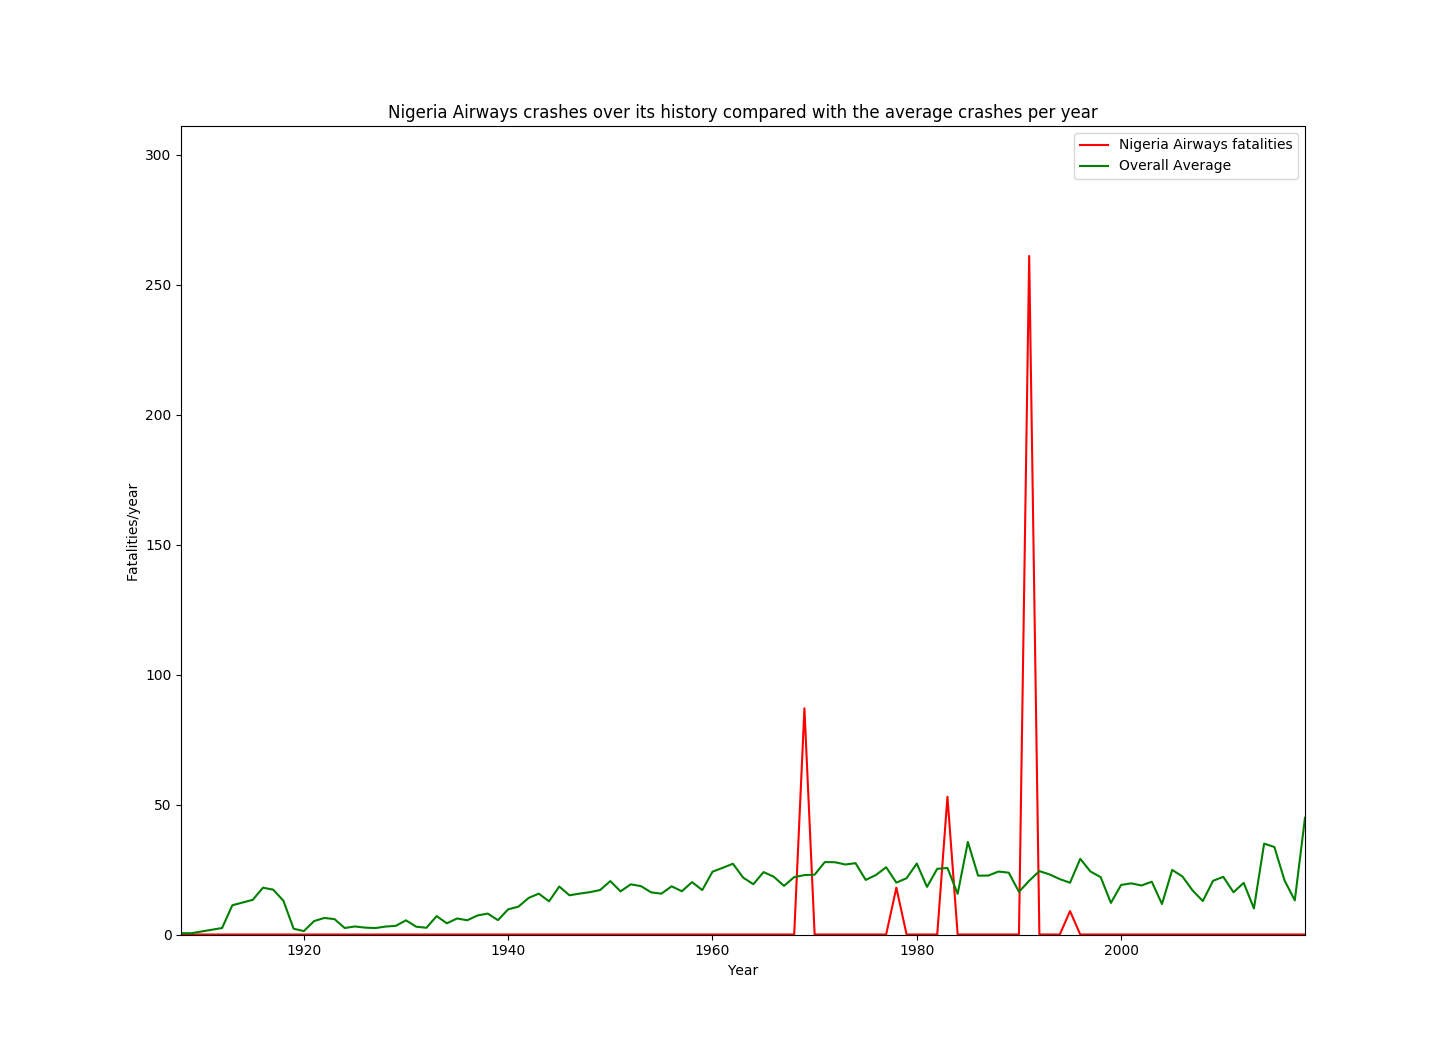 Nigeria Airways crashes over its history compared with the average crashes per year
Nigeria Airways fatalities
Overall Average
300
250
200
150
100
50
0
Fatalities/year
1920
1940
1960
1980
2000
Year